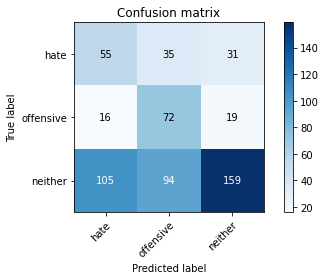 Confusion matrix
True label
hate
55
35
31
offensive
16
72
19
neither
105
94
159
hate
offensive
neither
Predicted label
140
120
100
80
60
40
20